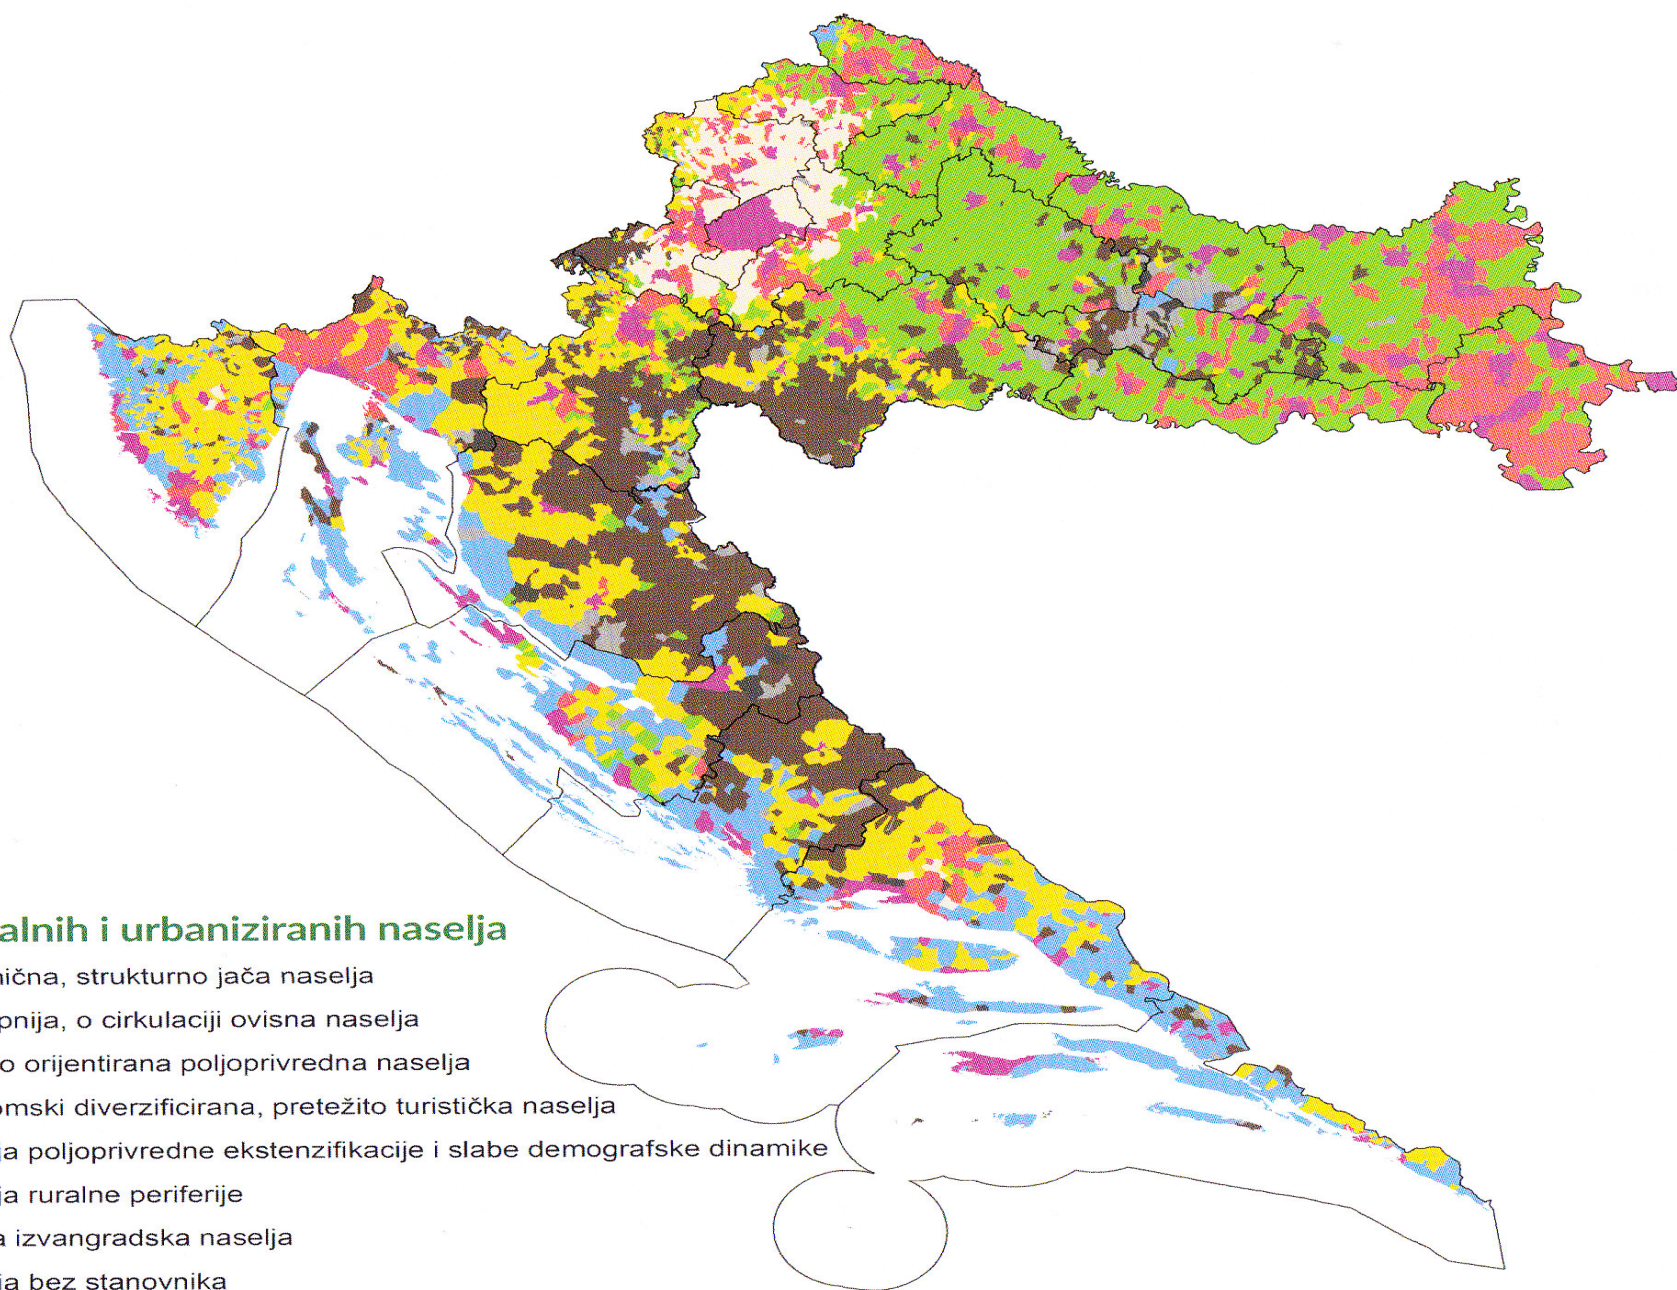 alnih i urbaniziranih naselja
nična, strukturno jača naselja
pnija, o cirkulaciji ovisna naselja
o orijentirana poljoprivredna naselja
omski diverzificirana, pretežito turistička naselja
ja poljoprivredne ekstenzifikacije i slabe demografske dinamike
ja ruralne periferije
a izvangradska naselja
ja bez stanovnika